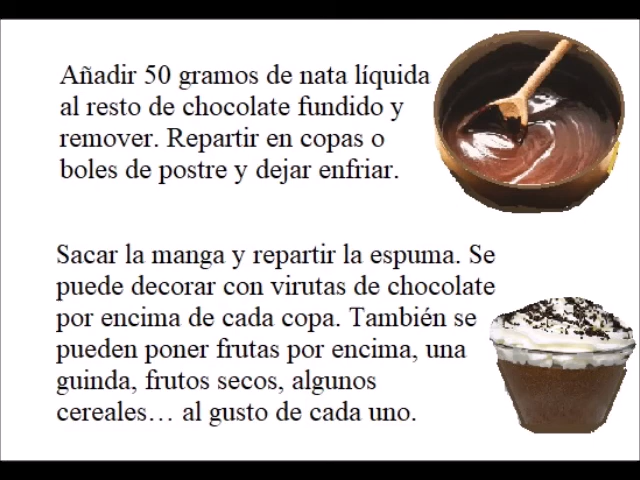 Añadir 50 gramos de nata líquida
al resto de chocolate fundido y
remover. Repartir en copas o
boles de postre y dejar enfriar.
Sacar la manga y repartir la espuma. Se
puede decorar con virutas de chocolate
por encima de cada copa. También se
pueden poner frutas por encima, una
guinda, frutos secos, algunos
cereales… al gusto de cada uno.